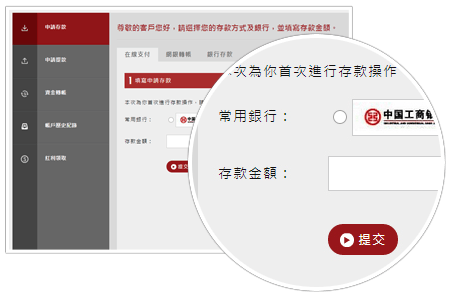 申請存款
申請提款
資金轉帳
帳戶歷史紀錄
紅利領取
尊敬的客戶您好，請選擇您的存款方式及銀行，並填寫存款金額。
在線支付
網銀轉帳
銀行存款
填寫申請存款
本次為你首次進行存款操作，
常用銀行：
存款金額：
提交
本次為你首次進行存款操作
常用銀行：
中国工商
存款金額：
提交